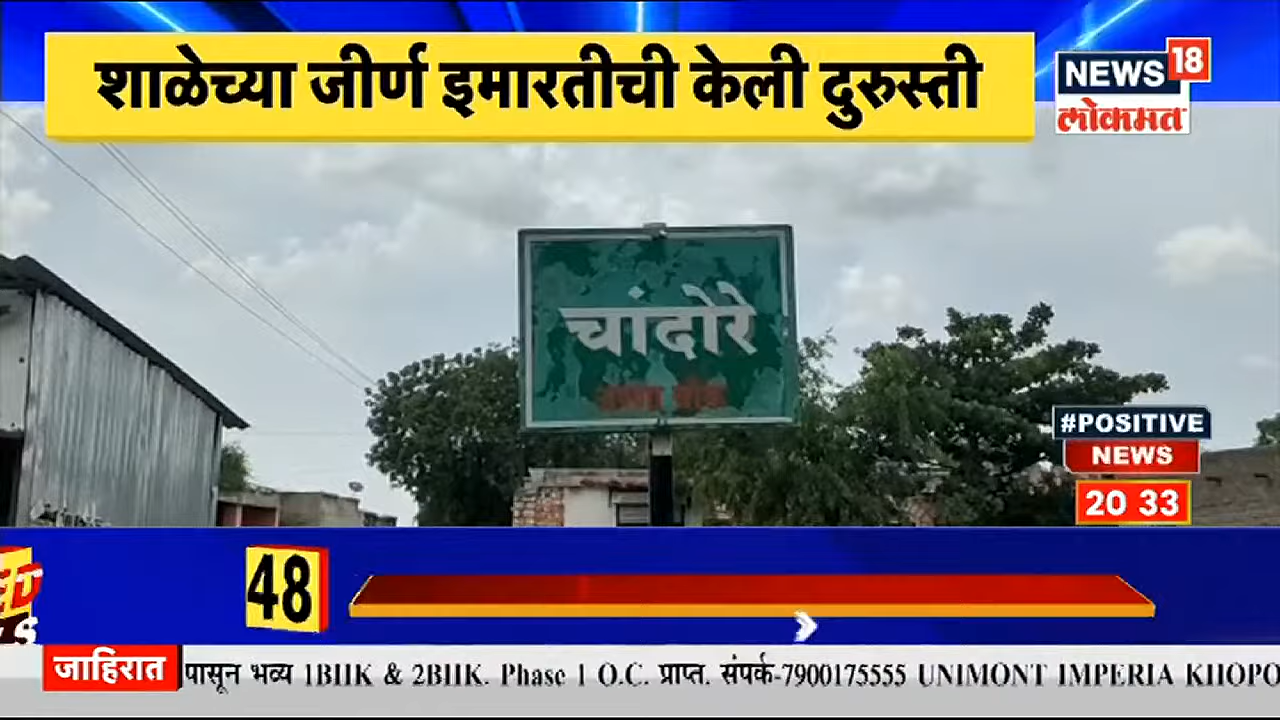 शाळेच्या जीर्ण इमारतीची केली दुरुस्ती
NEWS 18
लोकमत
चांदोरे
#POSITIVE
NEWS
20 33
48
जाहिरात
पासून भव्य 1BHK & 2BHK. Phase 1 O.C. प्राप्त. संपर्क-7900175555 UNIMONT IMPERIA KHOPO